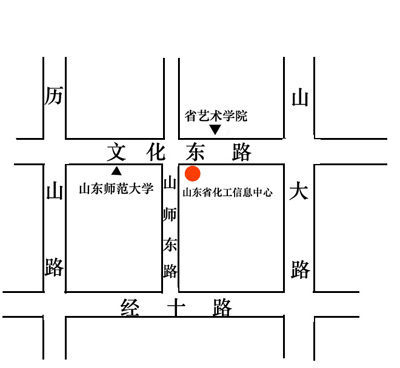 历山路
山大路
省艺术学院
文化东路
山东师范大学
山师东路
山东省化工信息中心
经十路